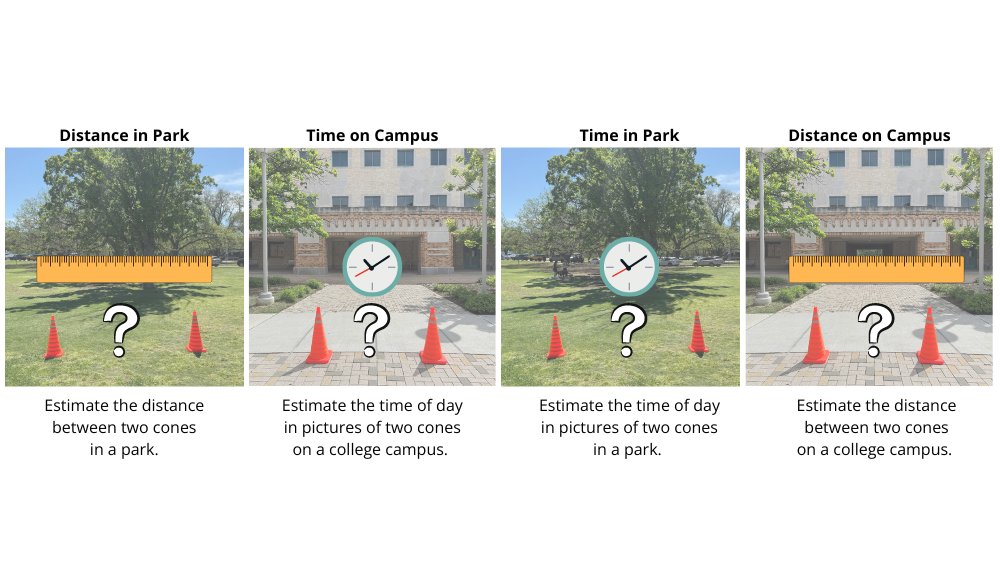 Distance in Park
Time on Campus
Time in Park
Distance on Campus
?
?
?
?
Estimate the distance
between two cones
in a park.
Estimate the time of day
in pictures of two cones
on a college campus.
Estimate the time of day
in pictures of two cones
in a park.
Estimate the distance
between two cones
on a college campus.